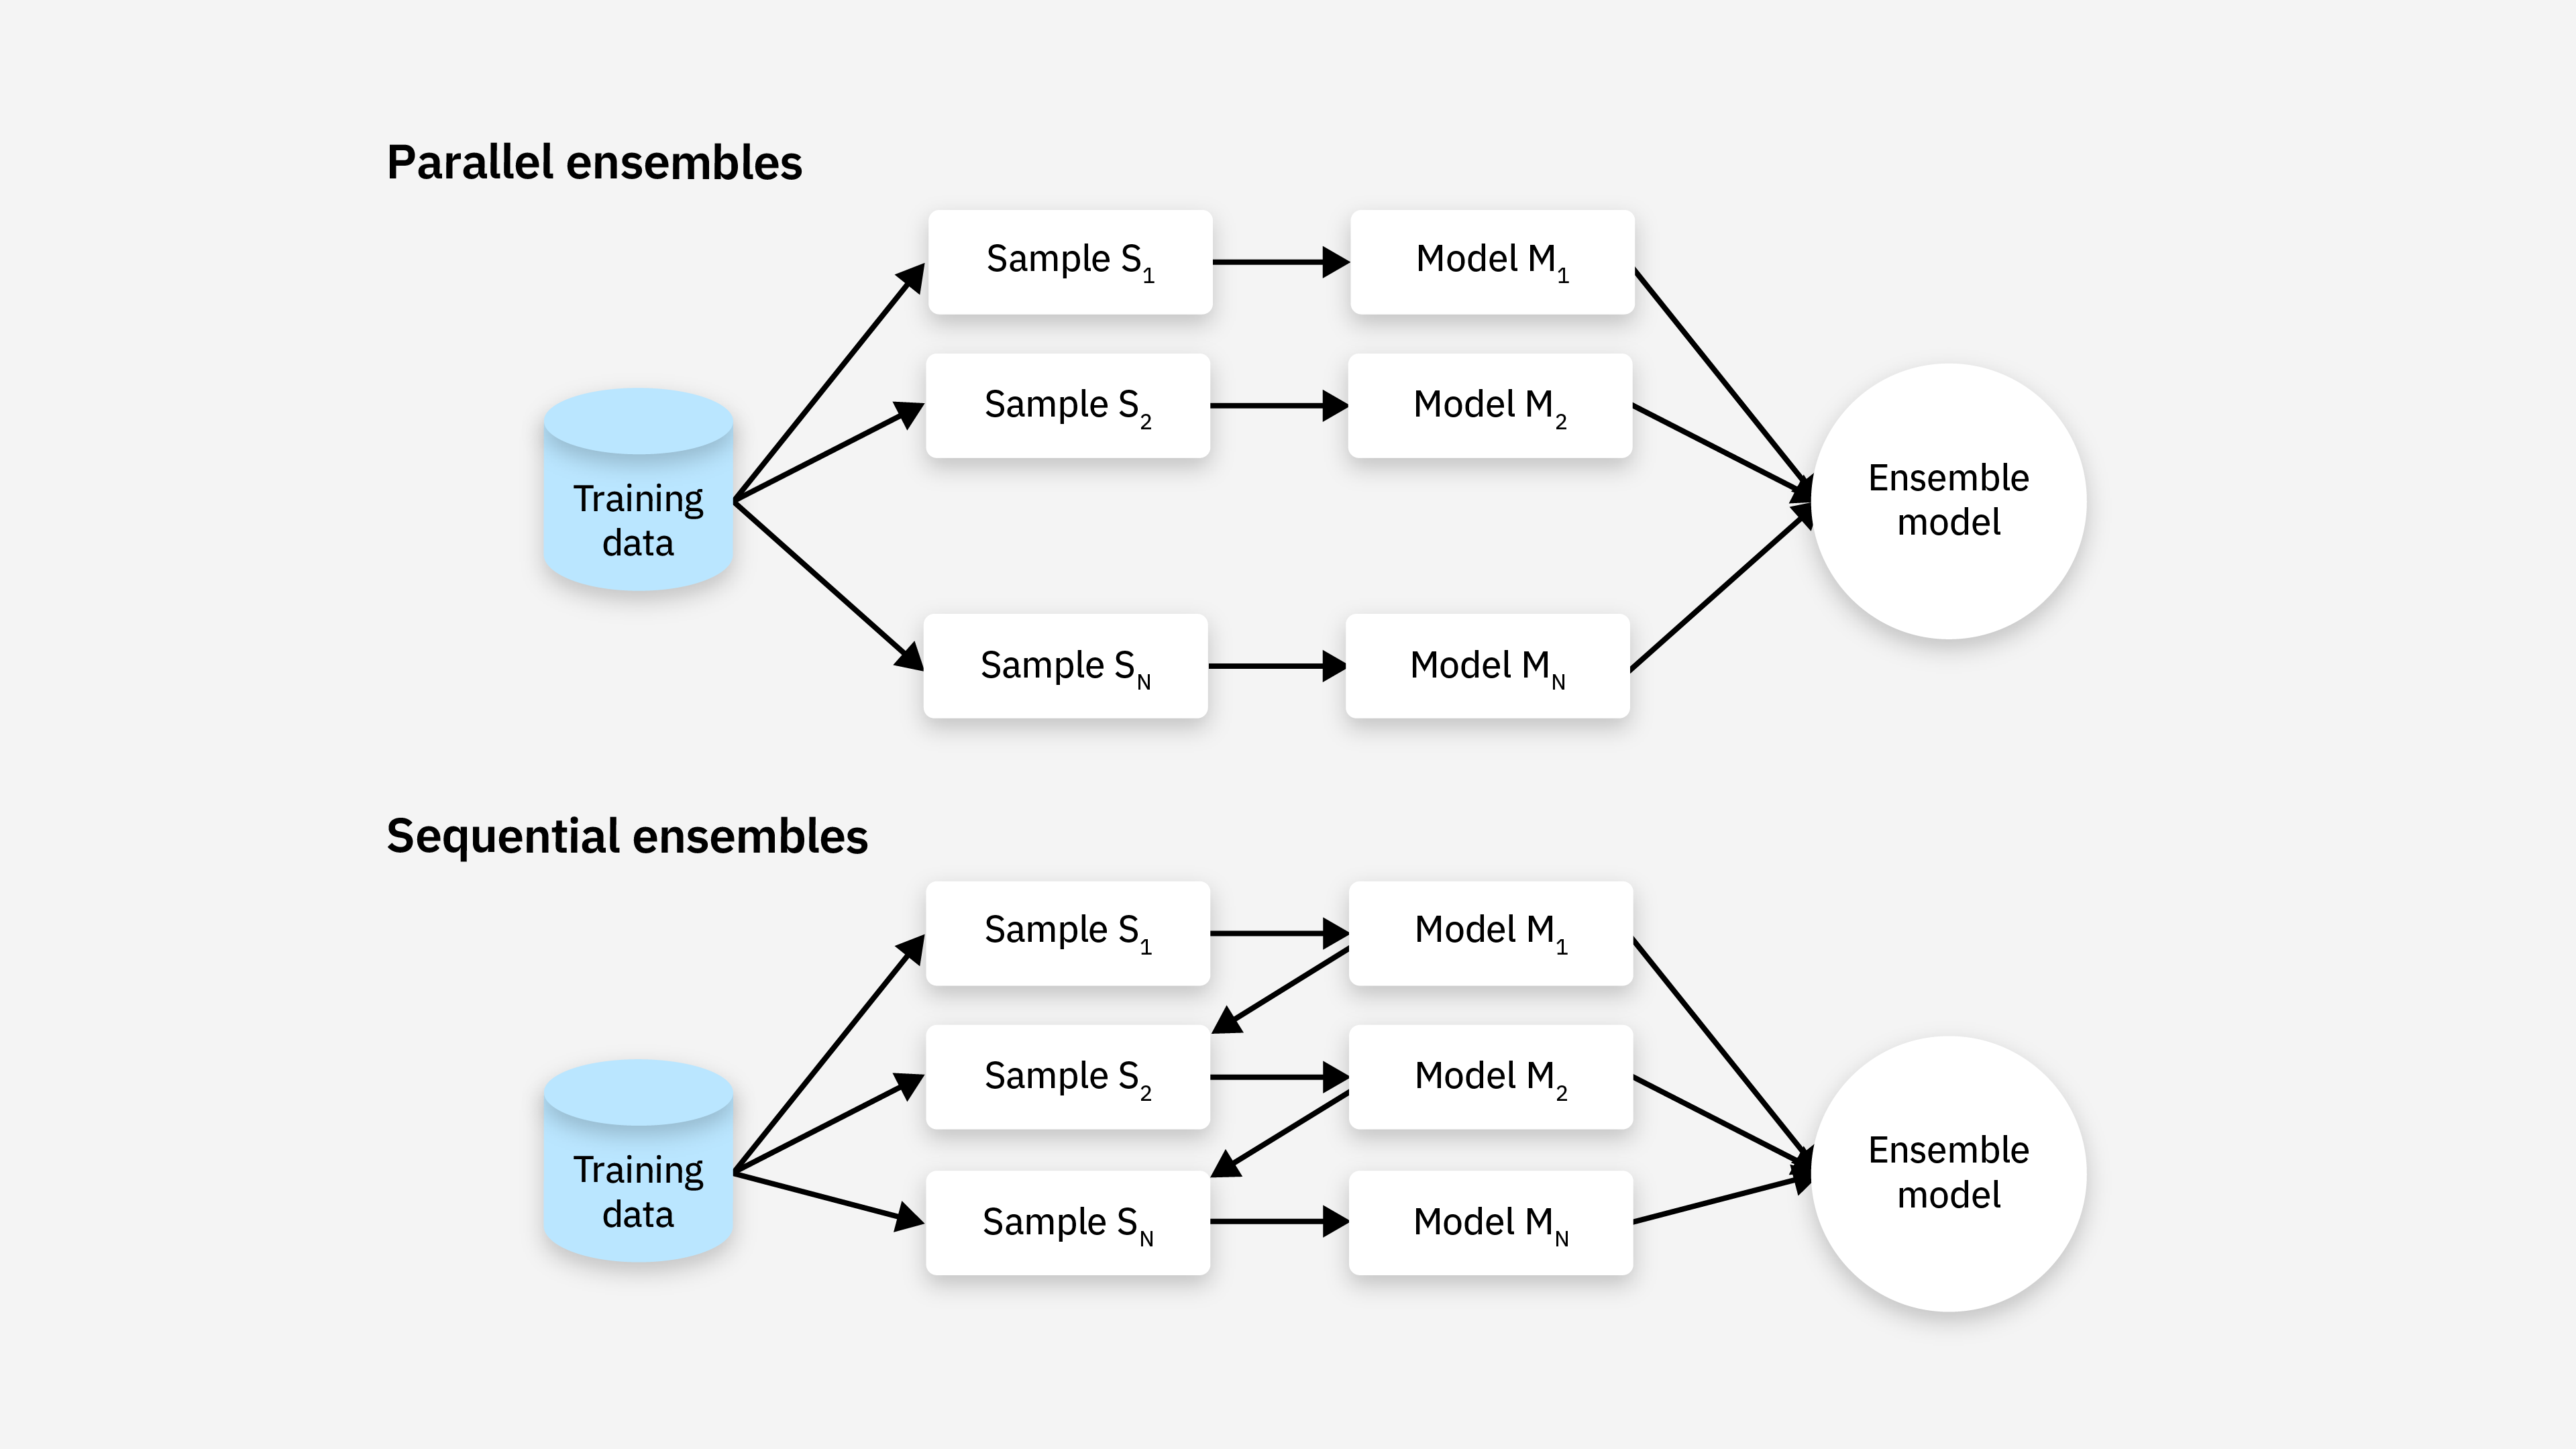 Parallel ensembles
Sample S₁
Model M₁
Sample S₂
Model M₂
Training
data
Ensemble
model
Sample SN
Model MN
Sequential ensembles
Sample S₁
Model M₁
Sample S₂
Model M₂
Training
data
Ensemble
model
Sample SN
Model MN